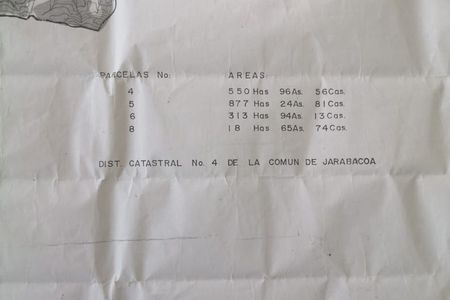 PARCELAS No: AREAS
4 550 Has 96As. 56Cas.
5 877 Has 24As. 81Cas.
6 313 Has 94As. 13Cas.
8 18 Has 65As. 74Cas.
DIST. CATASTRAL No. 4 DE LA COMUN DE JARABACOA